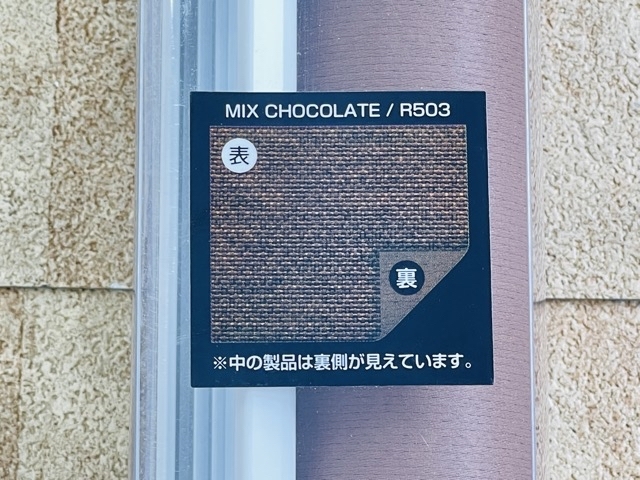 MIX CHOCOLATE / R503
表
裏
※中の製品は裏側が見えています。